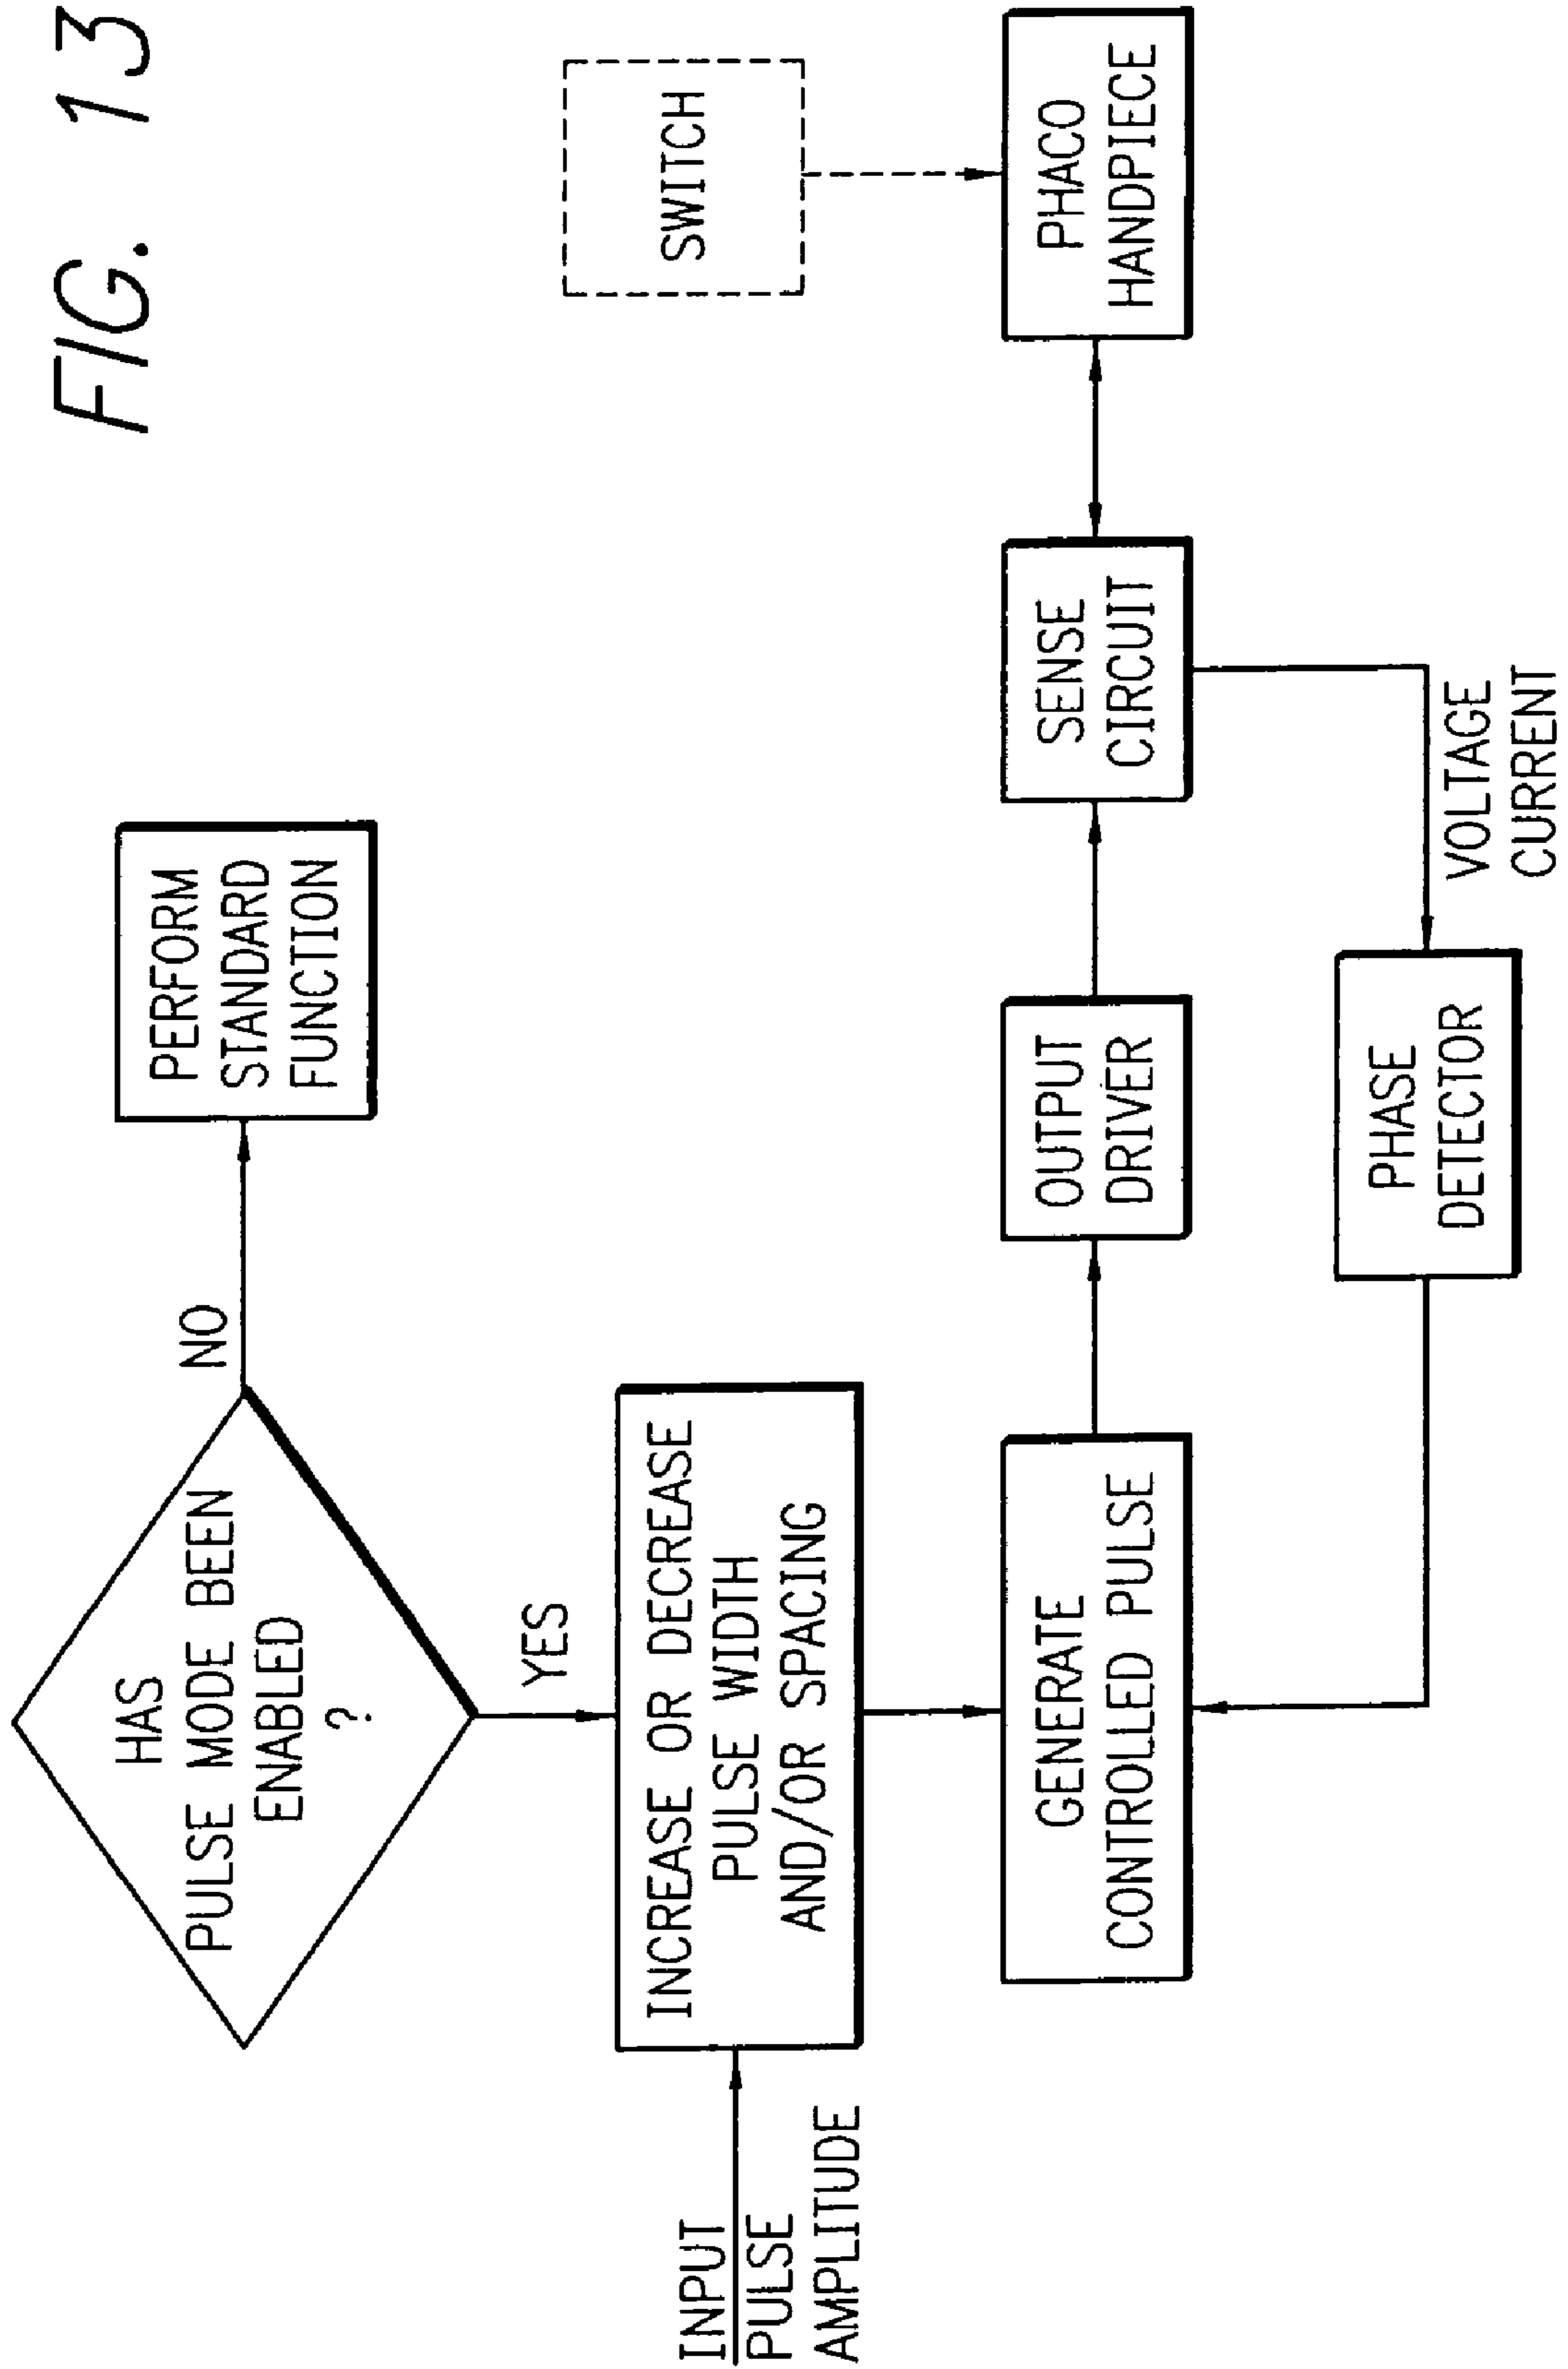 FIG. 13
HAS
PULSE MODE BEEN
ENABLED
?
NO
PERFORM
STANDARD
FUNCTION
YES
INPUT
PULSE
AMPLITUDE
INCREASE OR DECREASE
PULSE WIDTH
AND/OR SPACING
SWITCH
GENERATE
CONTROLLED PULSE
OUTPUT
DRIVER
SENSE
CIRCUIT
PHACO
HANDPIECE
PHASE
DETECTOR
VOLTAGE
CURRENT